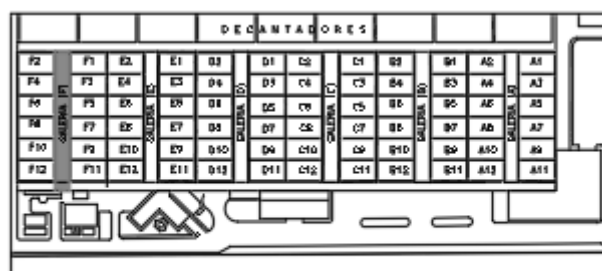 DECANTADORES
F2 F1 E2 E1 D2 D1 C2 C1 B2 B1 A2 A1
F4 F3 E4 E3 D4 D3 C4 C3 B4 B3 A4 A3
F6 F5 E6 E5 D6 D5 C6 C5 B6 B5 A6 A5
F8 F7 E8 E7 D8 D7 C8 C7 B8 B7 A8 A7
F10 F9 E10 E9 D10 D9 C10 C9 B10 B9 A10 A9
F12 F11 E12 E11 D12 D11 C12 C11 B12 B11 A12 A11
GALERIA (F)
GALERIA (E)
GALERIA (D)
GALERIA (C)
GALERIA (B)
GALERIA (A)